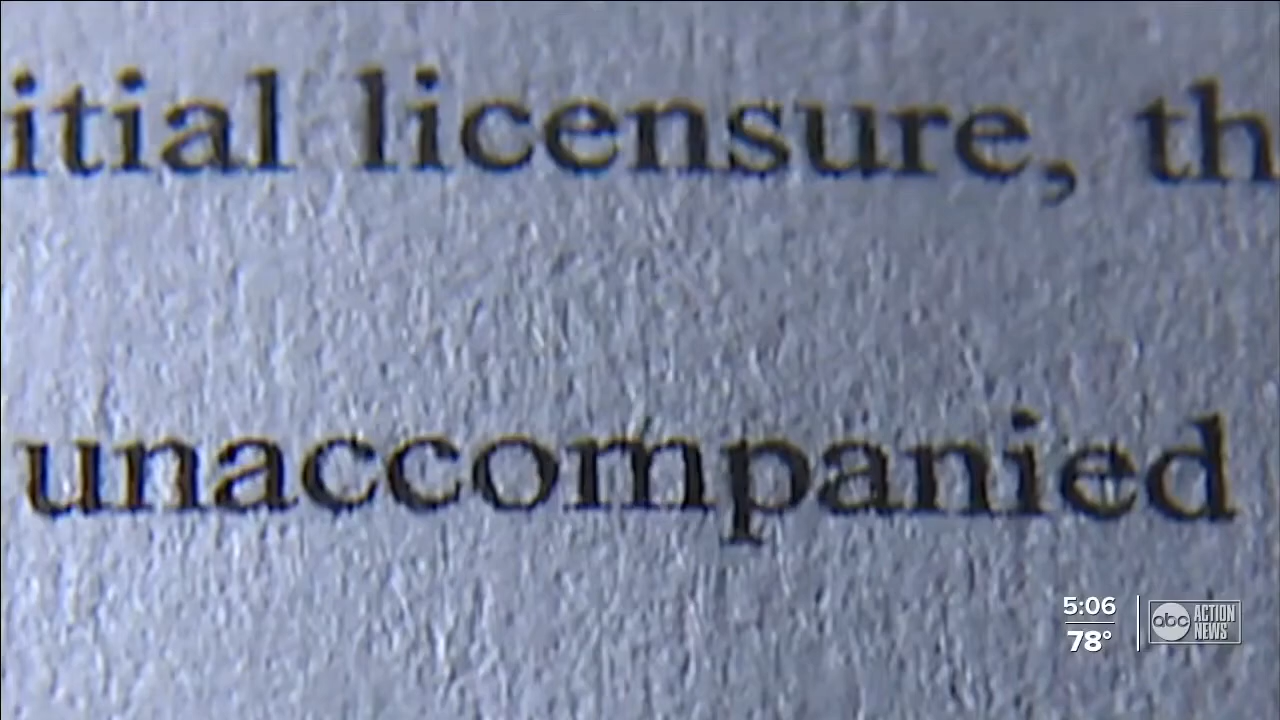 itial licensure, th
unaccompanied
5:06
78°
abc ACTION NEWS